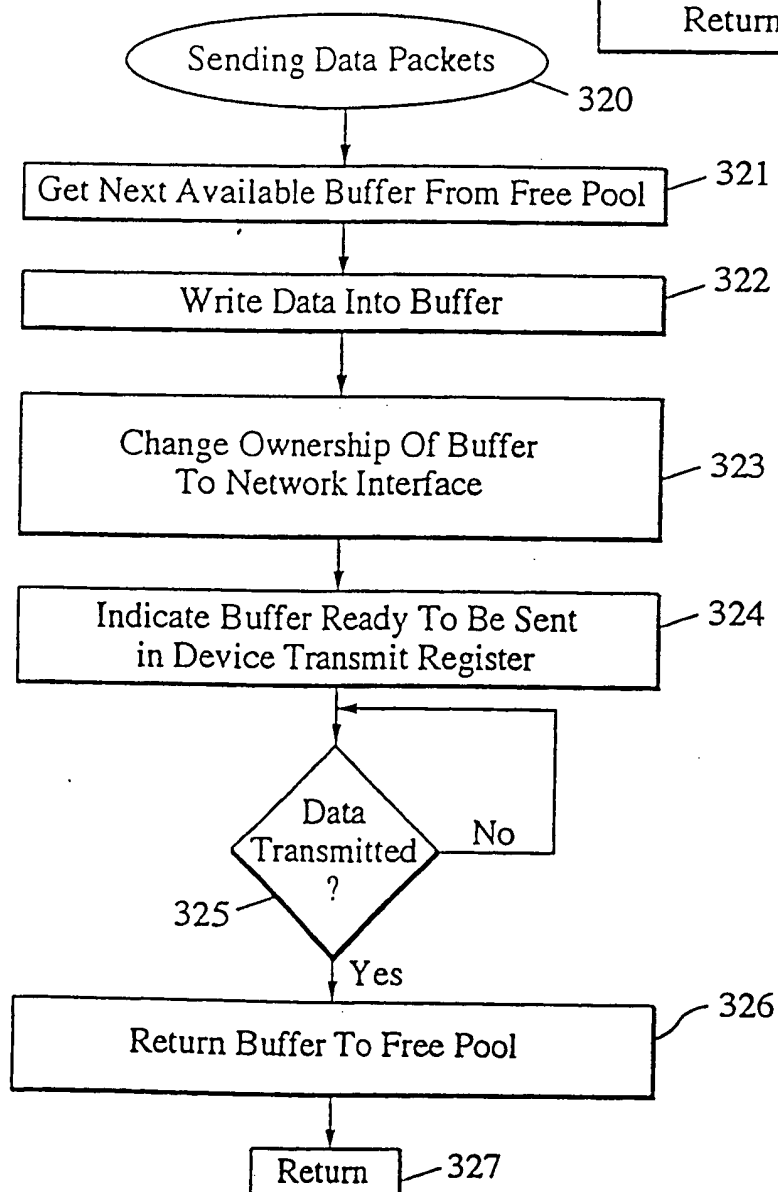 Return
Sending Data Packets
320
Get Next Available Buffer From Free Pool
321
Write Data Into Buffer
322
Change Ownership Of Buffer
To Network Interface
323
Indicate Buffer Ready To Be Sent
in Device Transmit Register
324
Data
Transmitted
?
No
325
Yes
Return Buffer To Free Pool
326
Return
327